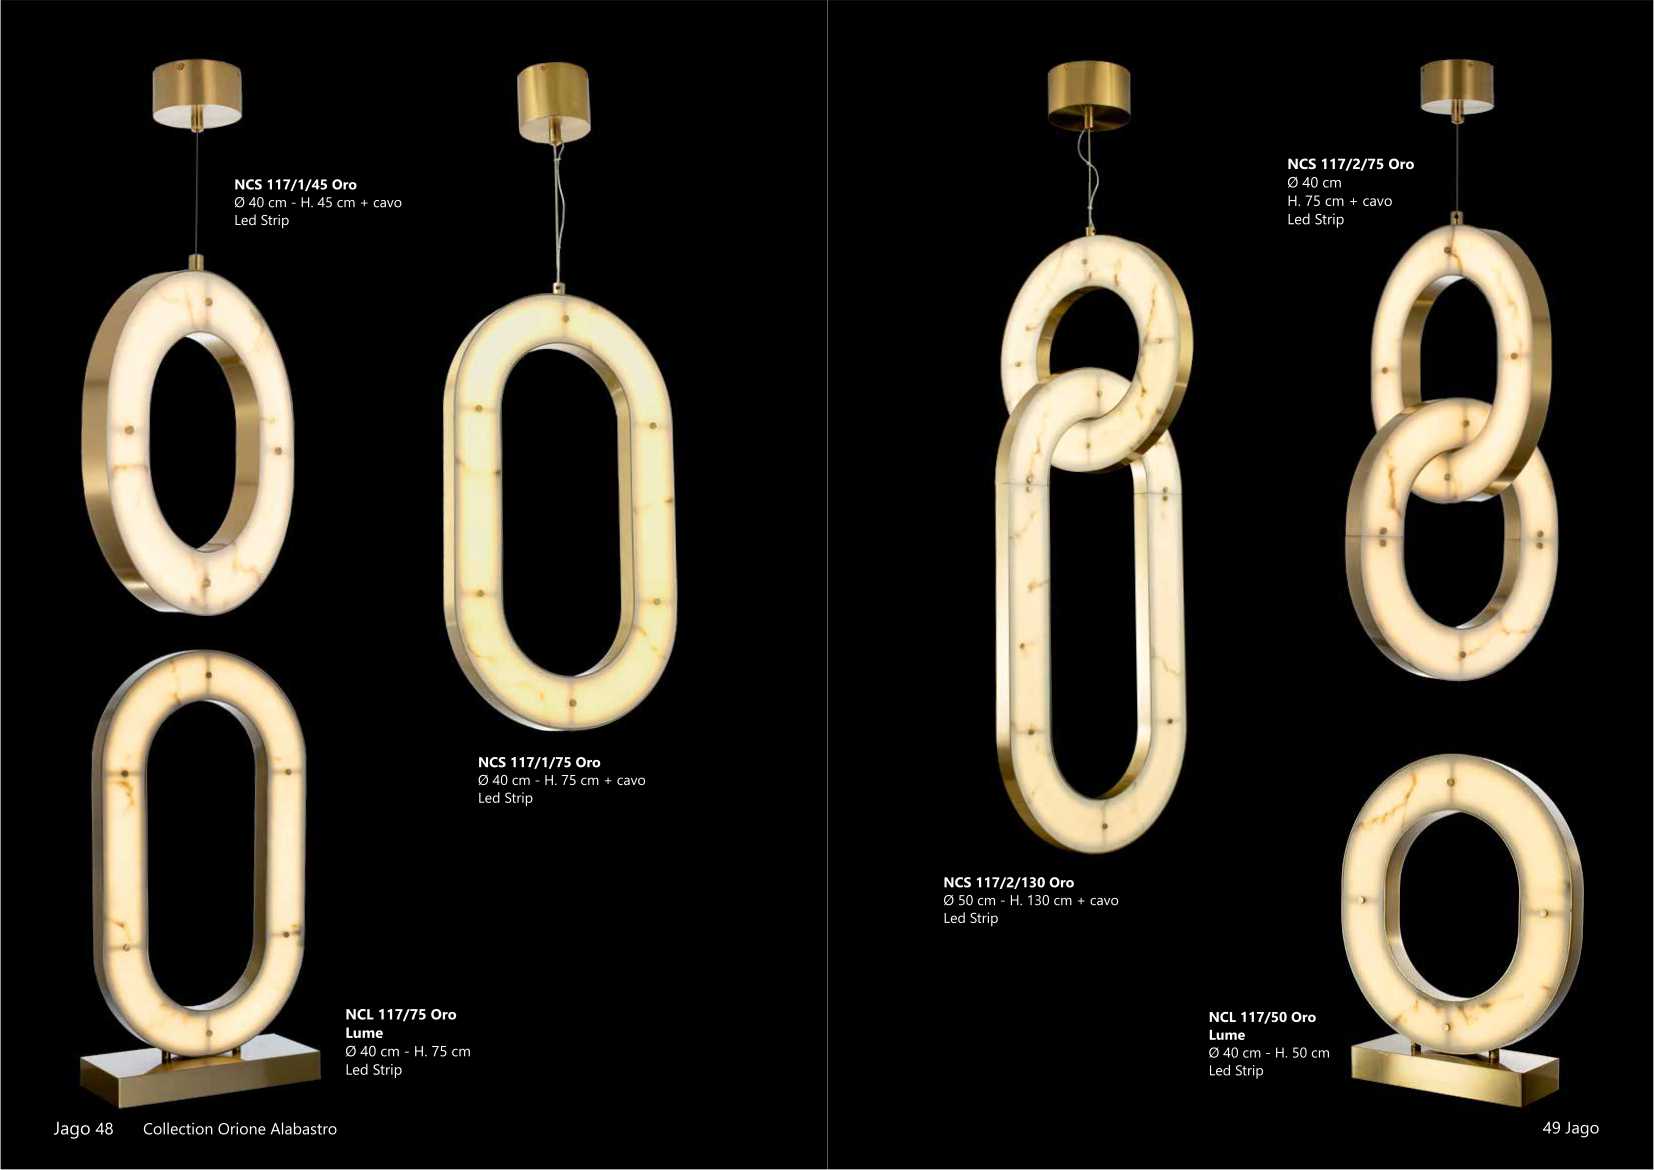 NCS 117/1/45 Oro
Ø 40 cm - H. 45 cm + cavo
Led Strip
NCS 117/1/75 Oro
Ø 40 cm - H. 75 cm + cavo
Led Strip
NCL 117/75 Oro
Lume
Ø 40 cm - H. 75 cm
Led Strip
Jago 48 Collection Orione Alabastro
NCS 117/2/75 Oro
Ø 40 cm
H. 75 cm + cavo
Led Strip
NCS 117/2/130 Oro
Ø 50 cm - H. 130 cm + cavo
Led Strip
NCL 117/50 Oro
Lume
Ø 40 cm - H. 50 cm
Led Strip
49 Jago